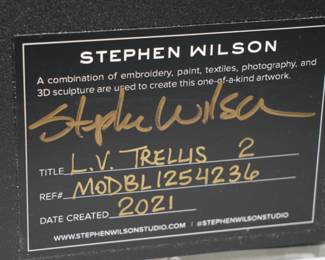 STEPHEN WILSON
A combination of embroidery, paint, textiles, photography, and
3D sculpture are used to create this one-of-a-kind artwork.
Stephen Wilson
TITLE L.V. TRELLIS 2
REF# MODBL1254236
DATE CREATED 2021
WWW.STEPHENWILSONSTUDIO.COM | @STEPHENWILSONSTUDIO